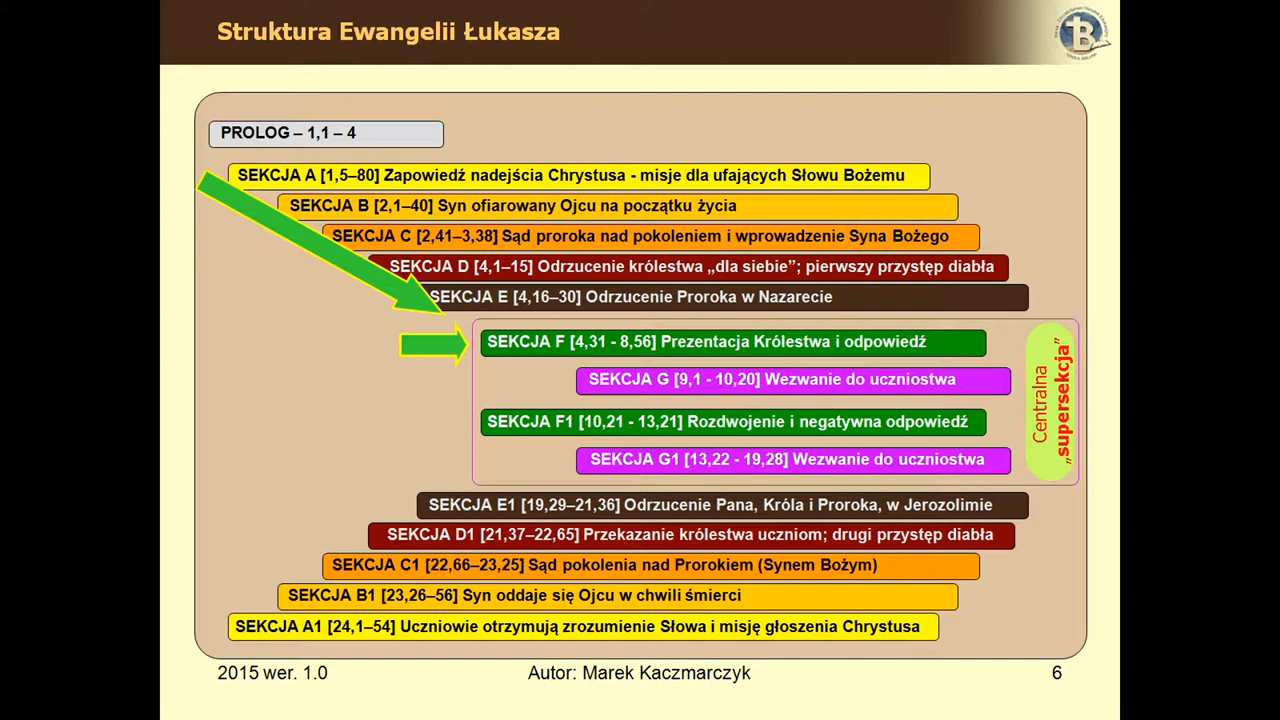 Struktura Ewangelii Łukasza
PROLOG – 1,1 – 4
SEKCJA A [1,5–80] Zapowiedź nadejścia Chrystusa - misje dla ufających Słowu Bożemu
SEKCJA B [2,1–40] Syn ofiarowany Ojcu na początku życia
SEKCJA C [2,41–3,38] Sąd proroka nad pokoleniem i wprowadzenie Syna Bożego
SEKCJA D [4,1–15] Odrzucenie królestwa „dla siebie”; pierwszy przystęp diabła
SEKCJA E [4,16–30] Odrzucenie Proroka w Nazarecie
SEKCJA F [4,31 - 8,56] Prezentacja Królestwa i odpowiedź
SEKCJA G [9,1 - 10,20] Wezwanie do uczniostwa
SEKCJA F1 [10,21 - 13,21] Rozdwojenie i negatywna odpowiedź
SEKCJA G1 [13,22 - 19,28] Wezwanie do uczniostwa
Centralna
„supersekcja”
SEKCJA E1 [19,29–21,36] Odrzucenie Pana, Króla i Proroka, w Jerozolimie
SEKCJA D1 [21,37–22,65] Przekazanie królestwa uczniom; drugi przystęp diabła
SEKCJA C1 [22,66–23,25] Sąd pokolenia nad Prorokiem (Synem Bożym)
SEKCJA B1 [23,26–56] Syn oddaje się Ojcu w chwili śmierci
SEKCJA A1 [24,1–54] Uczniowie otrzymują zrozumienie Słowa i misję głoszenia Chrystusa
2015 wer. 1.0
Autor: Marek Kaczmarczyk
6